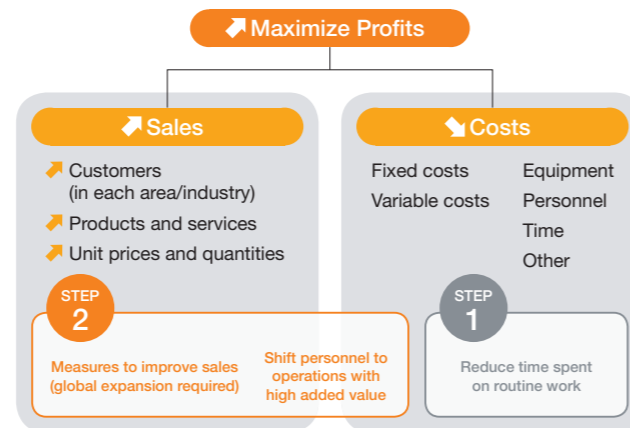 Maximize Profits
Sales
Customers
(in each area/industry)
Products and services
Unit prices and quantities
STEP
2
Measures to improve sales
(global expansion required)
Shift personnel to
operations with
high added value
Costs
Fixed costs
Variable costs
Equipment
Personnel
Time
Other
STEP
1
Reduce time spent
on routine work